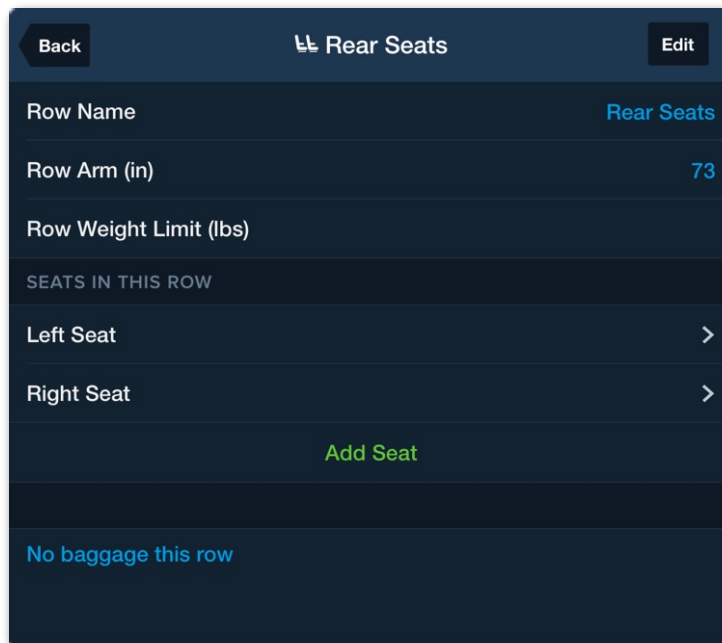 Back
Rear Seats
Edit
Row Name
Rear Seats
Row Arm (in)
73
Row Weight Limit (lbs)
SEATS IN THIS ROW
Left Seat
Right Seat
Add Seat
No baggage this row